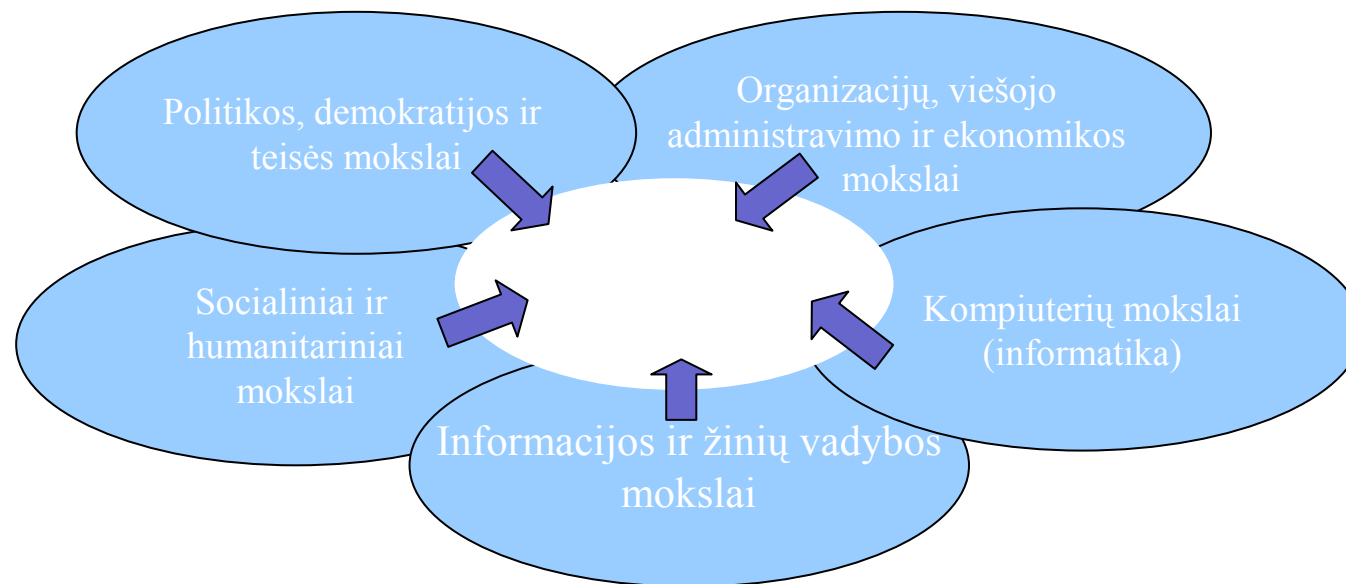 Politikos, demokratijos ir
teisės mokslai
Organizacijų, viešojo
administravimo ir ekonomikos
mokslai
Socialiniai ir
humanitariniai
mokslai
Kompiuterių mokslai
(informatika)
Informacijos ir žinių vadybos
mokslai